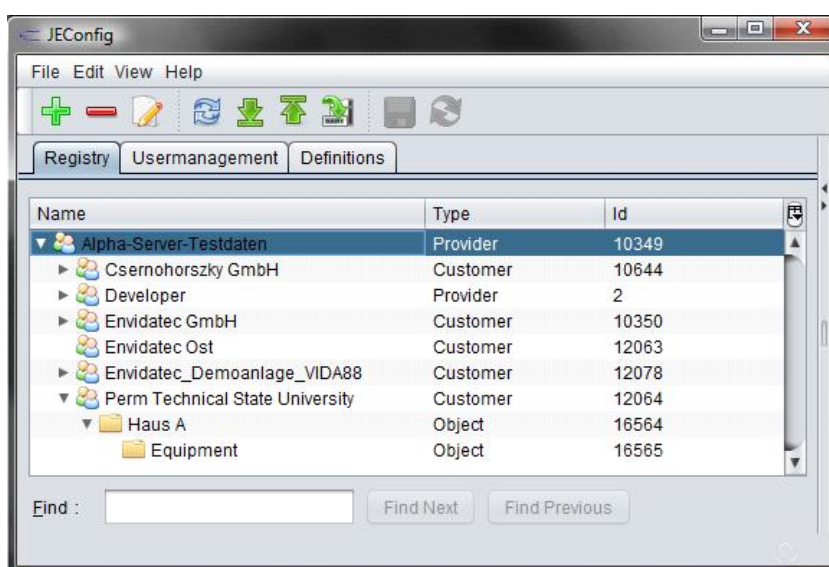 JEConfig
File Edit View Help
Registry Usermanagement Definitions
Name Type Id
Alpha-Server-Testdaten Provider 10349
Csernohorszky GmbH Customer 10644
Developer Provider 2
Envidatec GmbH Customer 10350
Envidatec Ost Customer 12063
Envidatec_Demoanlage_VIDA88 Customer 12078
Perm Technical State University Customer 12064
Haus A Object 16564
Equipment Object 16565
Find : Find Next Find Previous